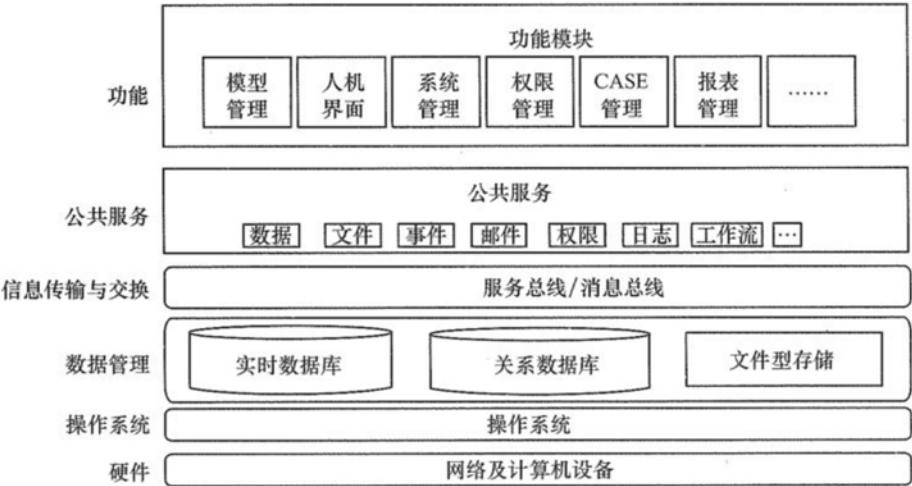 功能模块
功能
模型管理
人机界面
系统管理
权限管理
CASE管理
报表管理
……
公共服务
公共服务
数据 文件 事件 邮件 权限 日志 工作流 …
信息传输与交换
服务总线/消息总线
数据管理
实时数据库
关系数据库
文件型存储
操作系统
操作系统
硬件
网络及计算机设备